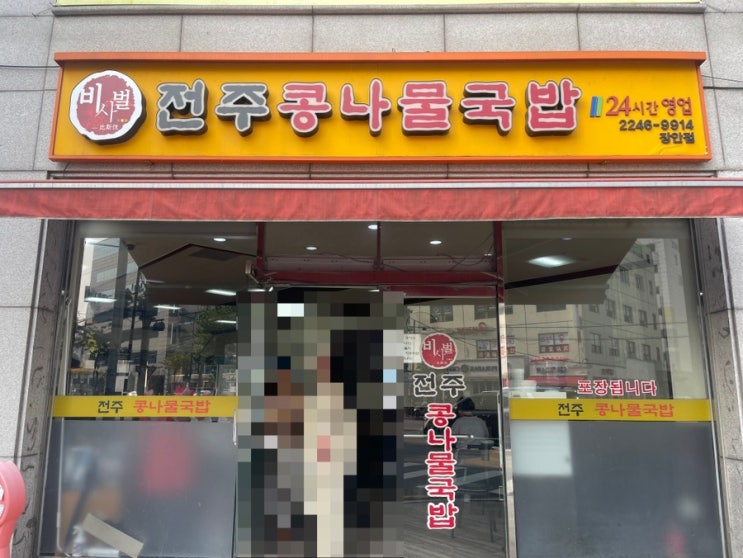 비사벌
전주콩나물국밥
24시간 영업
2246-9914
장안점
비사벌
전주
콩나물국밥
포장됩니다
전주 콩나물국밥
전주 콩나물국밥